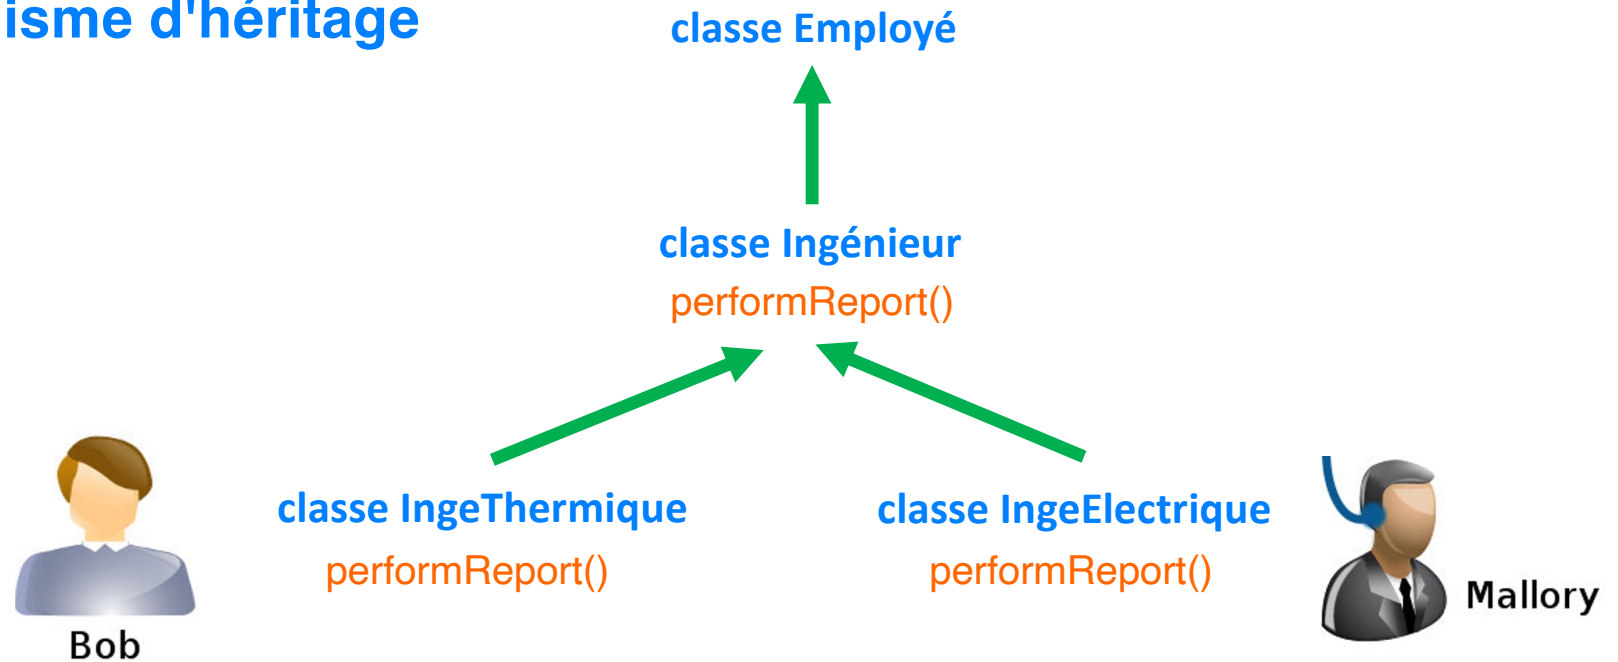 isme d'héritage
classe Employé
classe Ingénieur
performReport()
classe IngeThermique
classe IngeElectrique
performReport()
performReport()
Mallory
Bob